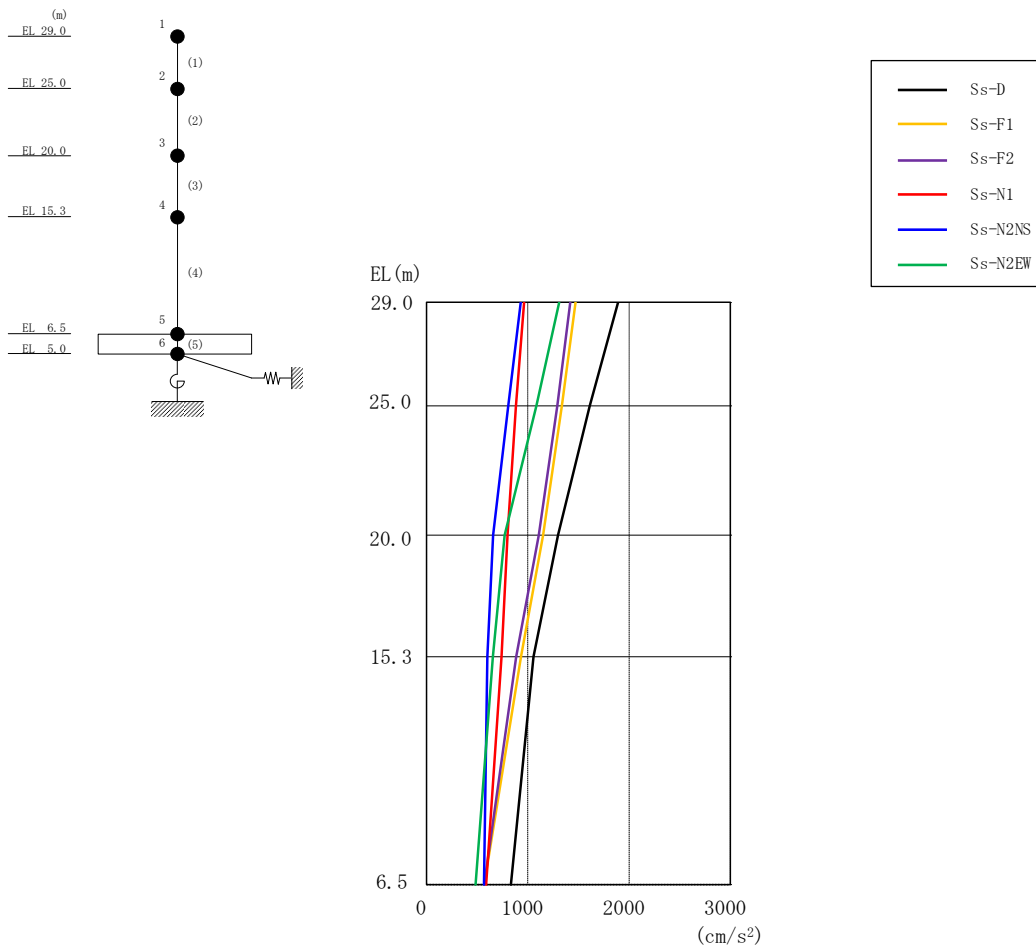 (m)
EL 29.0
1
(1)
EL 25.0
2
(2)
EL 20.0
3
(3)
EL 15.3
4
(4)
EL 6.5
5
EL 5.0
6
(5)
Ss-D
Ss-F1
Ss-F2
Ss-N1
Ss-N2NS
Ss-N2EW
EL(m)
29.0
25.0
20.0
15.3
6.5
0 1000 2000 3000
(cm/s²)